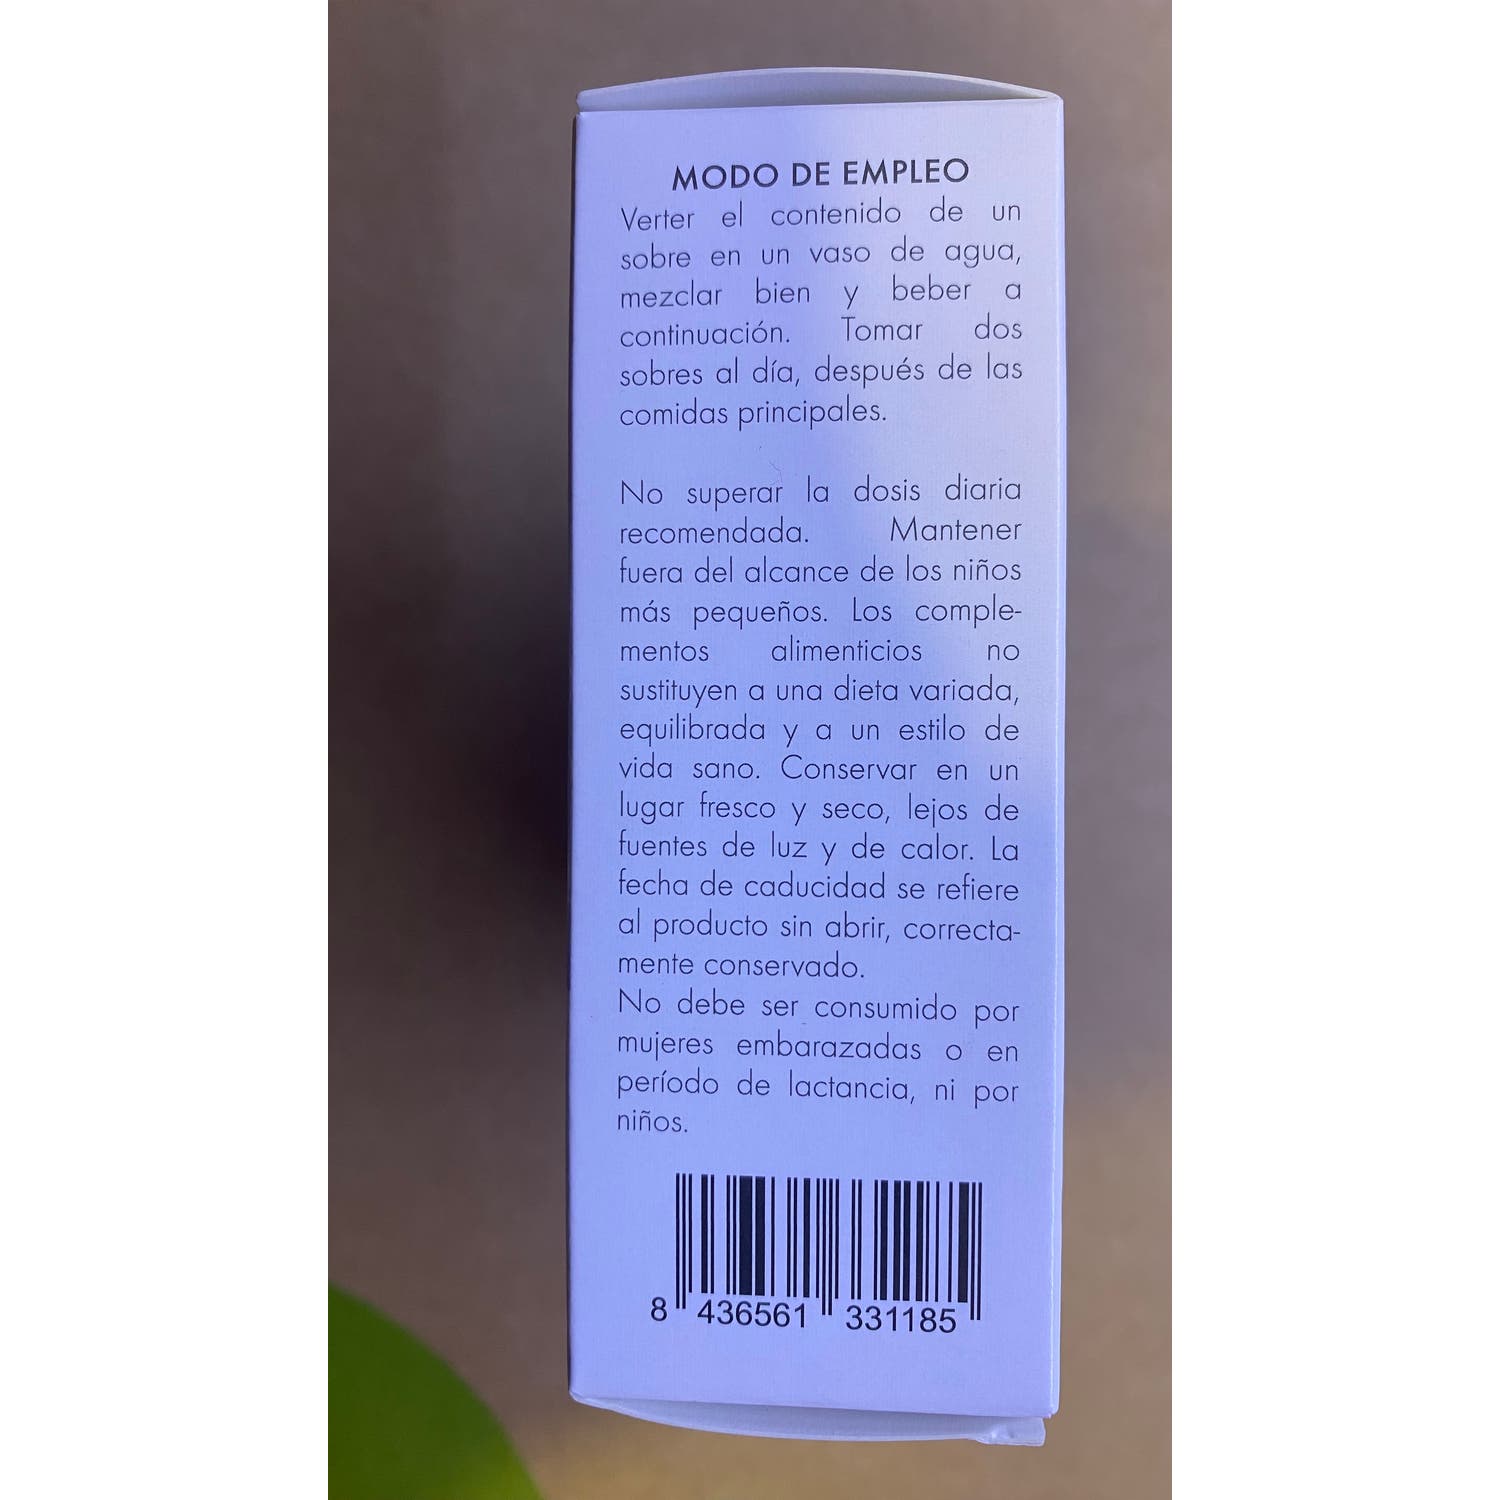 MODO DE EMPLEO
Verter el contenido de un
sobre en un vaso de agua,
mezclar bien y beber a
continuación. Tomar dos
sobres al día, después de las
comidas principales.
No superar la dosis diaria
recomendada. Mantener
fuera del alcance de los niños
más pequeños. Los comple-
mentos alimenticios no
sustituyen a una dieta variada,
equilibrada y a un estilo de
vida sano. Conservar en un
lugar fresco y seco, lejos de
fuentes de luz y de calor. La
fecha de caducidad se refiere
al producto sin abrir, correcta-
mente conservado.
No debe ser consumido por
mujeres embarazadas o en
período de lactancia, ni por
niños.
8 436561 331185